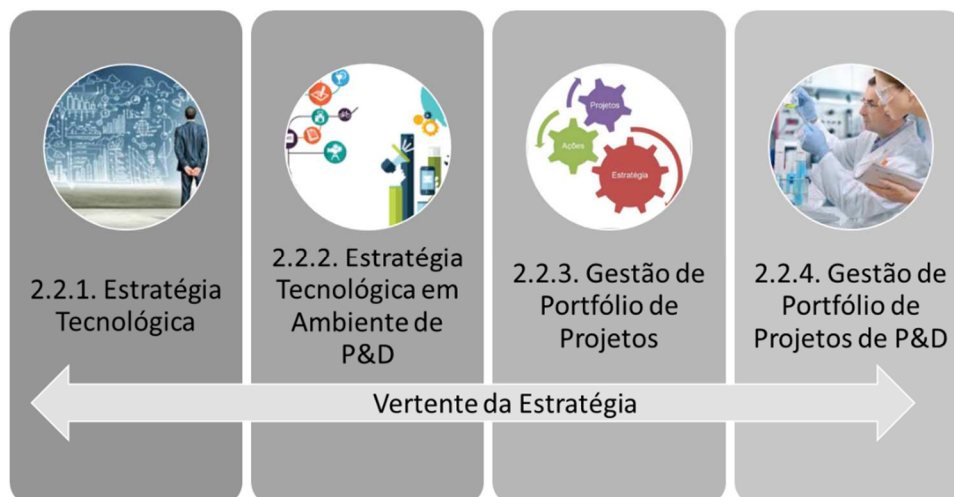 Projetos
Ações
Estratégia
2.2.1. Estratégia
Tecnológica
2.2.2. Estratégia
Tecnológica em
Ambiente de
P&D
2.2.3. Gestão de
Portfólio de
Projetos
2.2.4. Gestão de
Portfólio de
Projetos de P&D
Vertente da Estratégia